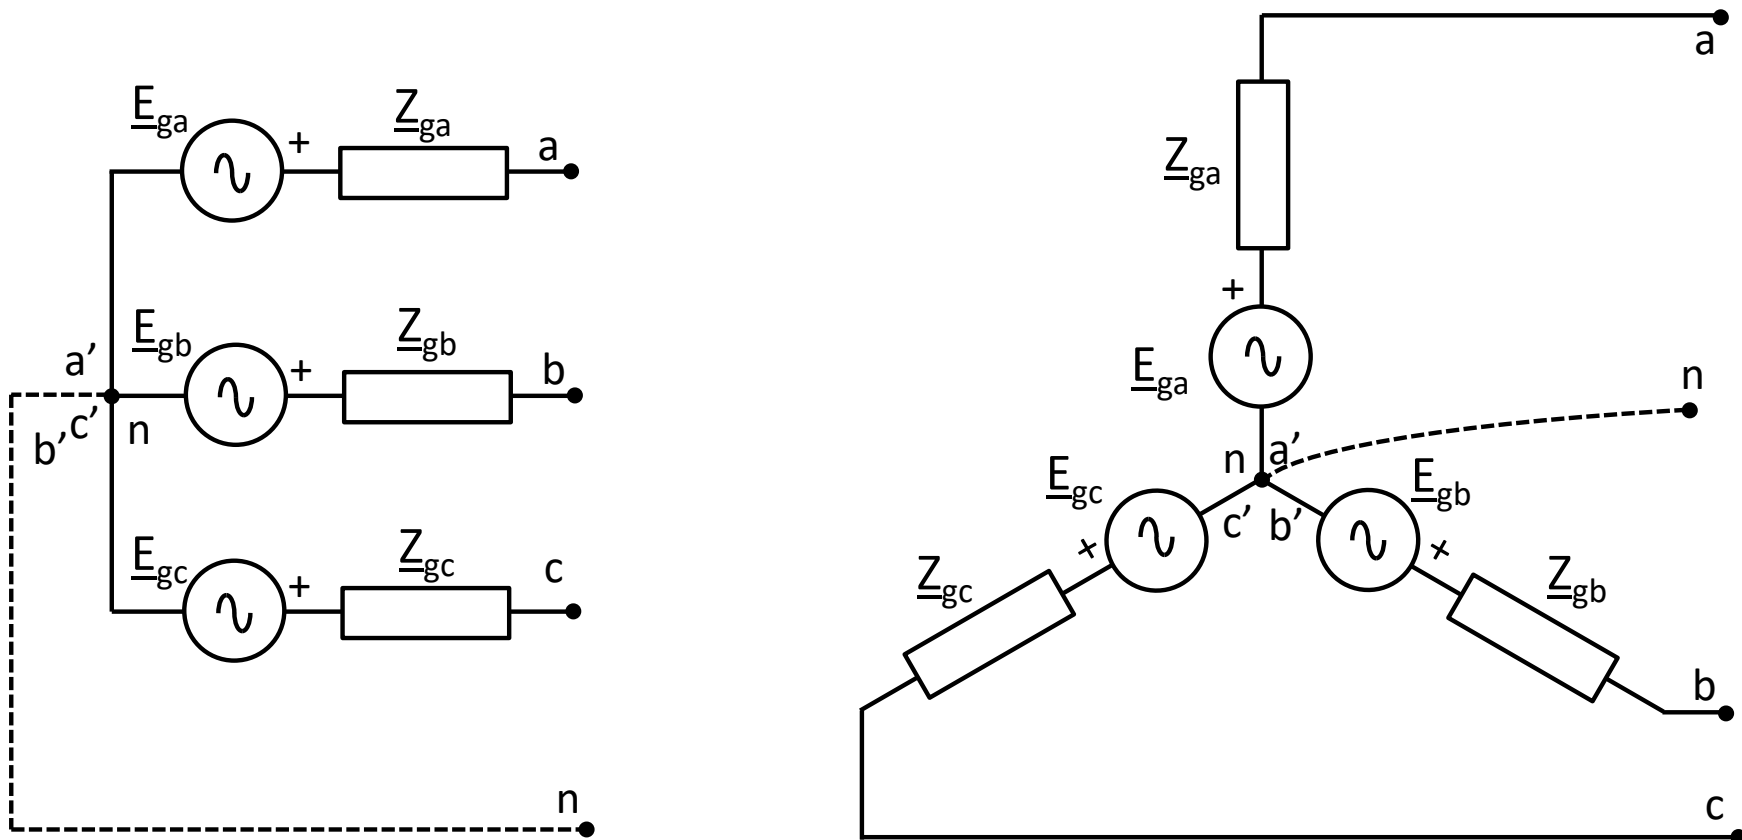 E_ga
+
Z_ga
a
E_gb
+
Z_gb
b
a'
b' c' n
E_gc
+
Z_gc
c
n
a
Z_ga
+
E_ga
n
n a'
E_gc
E_gb
c' b'
+
+
Z_gc
Z_gb
b
c